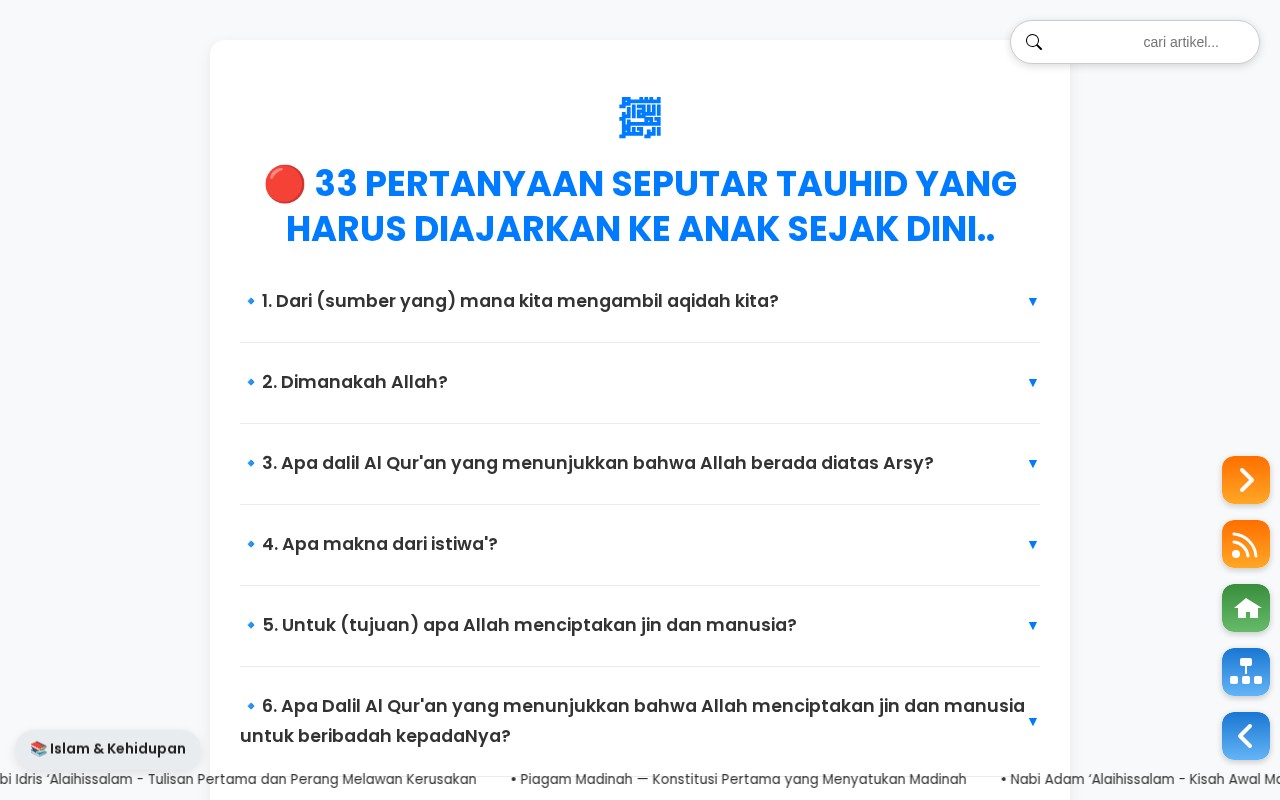 cari artikel...
﷽
🔴 33 PERTANYAAN SEPUTAR TAUHID YANG
HARUS DIAJARKAN KE ANAK SEJAK DINI..
🔹1. Dari (sumber yang) mana kita mengambil aqidah kita? ▼
🔹2. Dimanakah Allah? ▼
🔹3. Apa dalil Al Qur'an yang menunjukkan bahwa Allah berada diatas Arsy? ▼
🔹4. Apa makna dari istiwa'? ▼
🔹5. Untuk (tujuan) apa Allah menciptakan jin dan manusia? ▼
🔹6. Apa Dalil Al Qur'an yang menunjukkan bahwa Allah menciptakan jin dan manusia
untuk beribadah kepadaNya? ▼
📚 Islam & Kehidupan
bi Idris ‘Alaihissalam - Tulisan Pertama dan Perang Melawan Kerusakan • Piagam Madinah — Konstitusi Pertama yang Menyatukan Madinah • Nabi Adam ‘Alaihissalam - Kisah Awal Ma